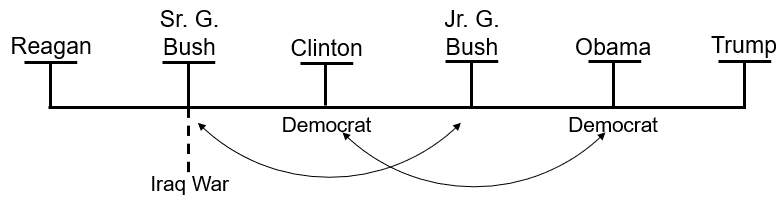 Reagan
Sr. G.
Bush
Clinton
Jr. G.
Bush
Obama
Trump
Democrat
Democrat
Iraq War